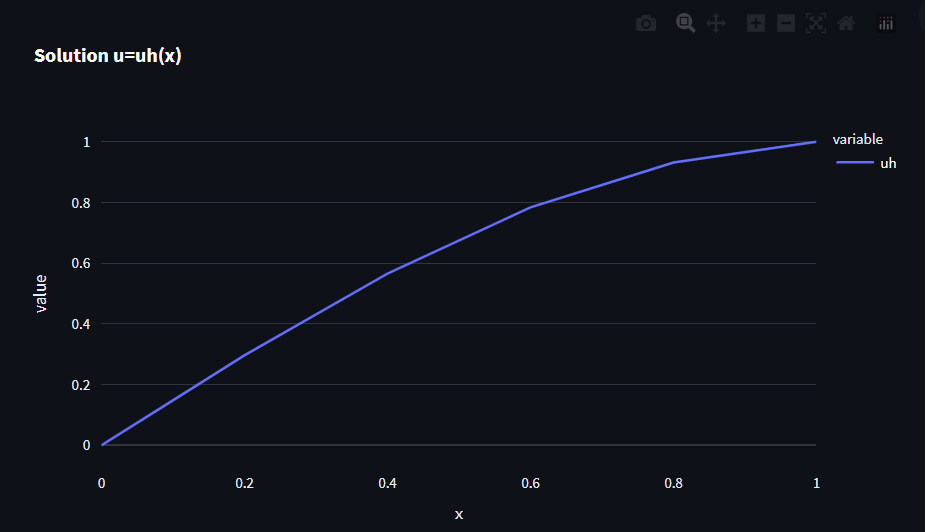 Solution u=uh(x)
variable
uh
1
0.8
0.6
0.4
0.2
0
value
0 0.2 0.4 0.6 0.8 1
x